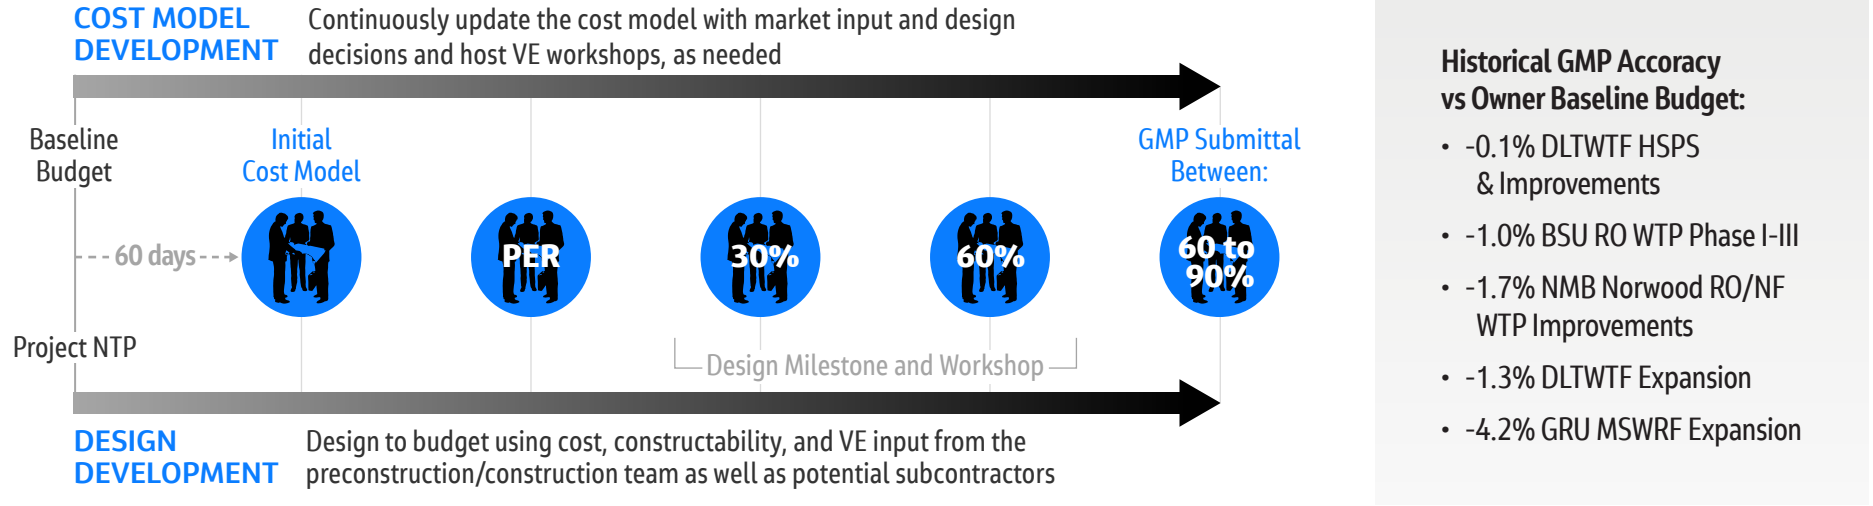 COST MODEL
DEVELOPMENT
Continuously update the cost model with market input and design
decisions and host VE workshops, as needed
Baseline
Budget
Initial
Cost Model
GMP Submittal
Between:
60 days
PER
30%
60%
60 to
90%
Project NTP
Design Milestone and Workshop
DESIGN
DEVELOPMENT
Design to budget using cost, constructability, and VE input from the
preconstruction/construction team as well as potential subcontractors
Historical GMP Accoracy
vs Owner Baseline Budget:
• -0.1% DLTWTF HSPS
& Improvements
• -1.0% BSU RO WTP Phase I-III
• -1.7% NMB Norwood RO/NF
WTP Improvements
• -1.3% DLTWTF Expansion
• -4.2% GRU MSWRF Expansion